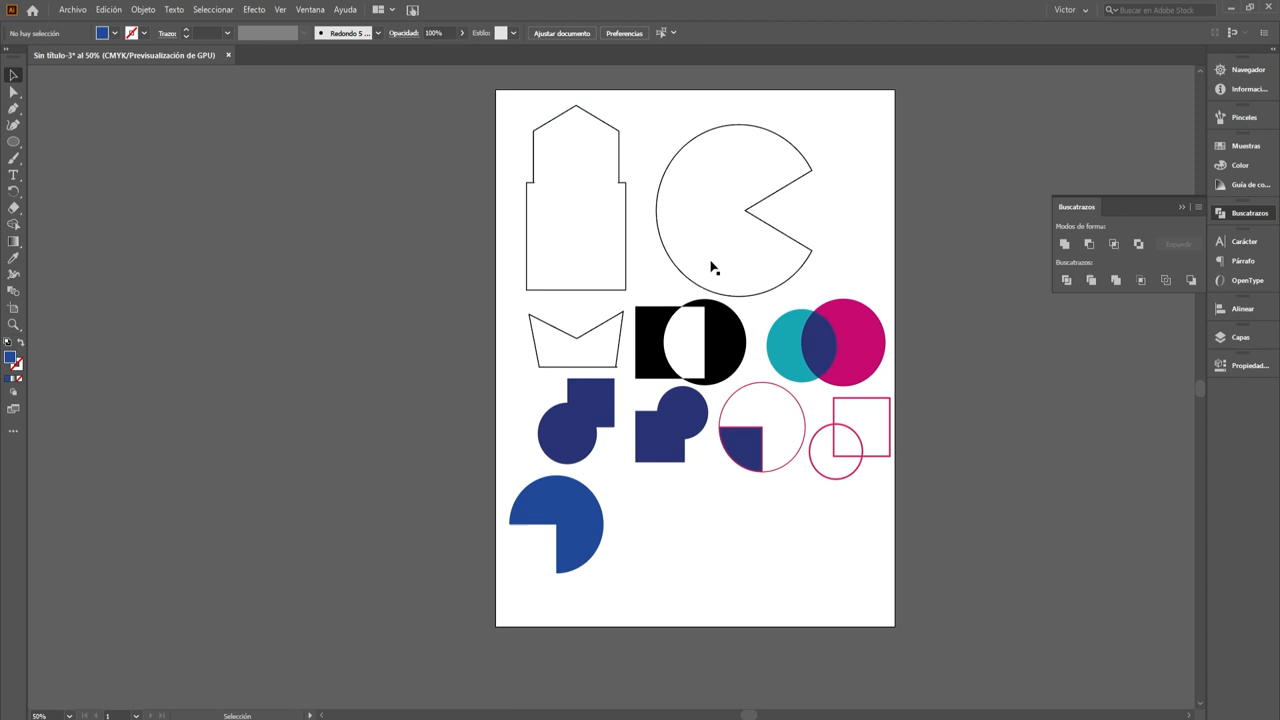 Archivo Edición Objeto Texto Seleccionar Efecto Ver Ventana Ayuda Victor Buscar en Adobe Stock
No hay selección Trazo: Redondo 5 ... Opacidad: 100% Estilo: Ajustar documento Preferencias
Sin título-3* al 50% (CMYK/Previsualización de GPU) ×
Navegador
Informaci...
Pinceles
Muestras
Color
Guía de co...
Buscatrazos
Carácter
Párrafo
OpenType
Alinear
Capas
Propiedad...
Buscatrazos
Modos de forma:
Expandir
Buscatrazos:
50% 1 Selección